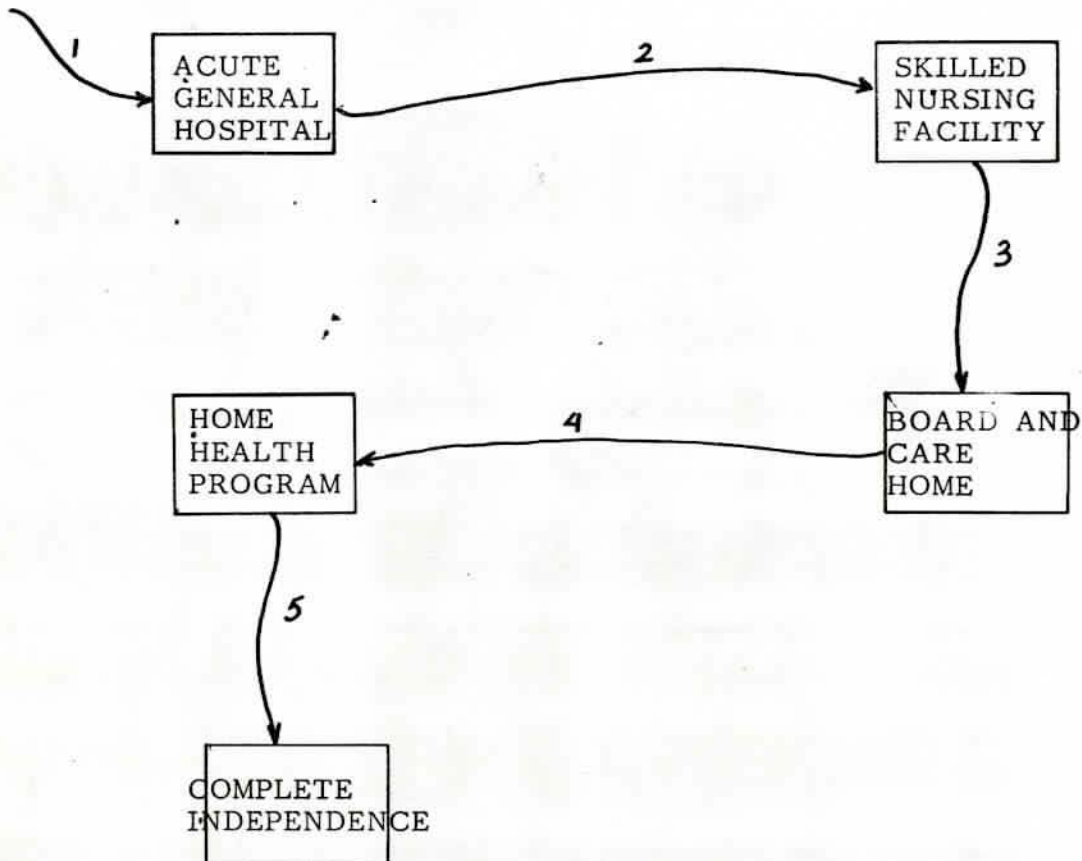 1
ACUTE
GENERAL
HOSPITAL
2
SKILLED
NURSING
FACILITY
3
BOARD AND
CARE
HOME
4
HOME
HEALTH
PROGRAM
5
COMPLETE
INDEPENDENCE